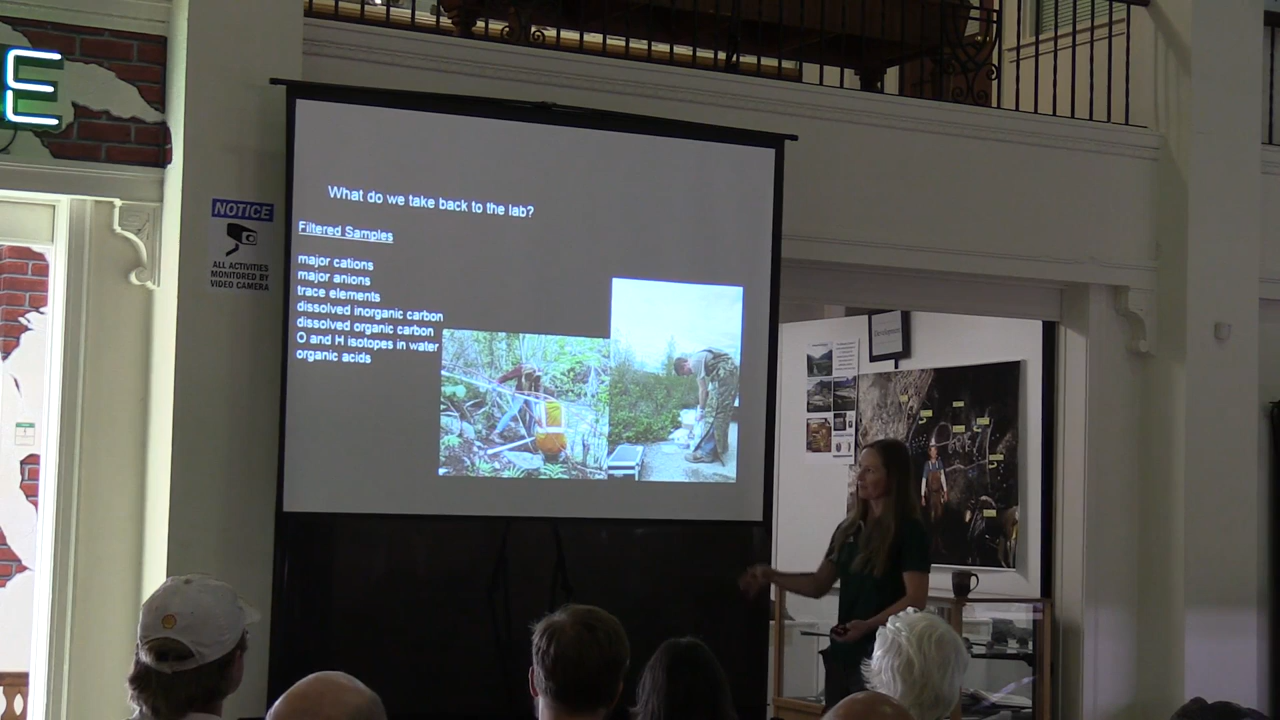 E
NOTICE
ALL ACTIVITIES
MONITORED BY
VIDEO CAMERA
What do we take back to the lab?
Filtered Samples
major cations
major anions
trace elements
dissolved inorganic carbon
dissolved organic carbon
O and H isotopes in water
organic acids